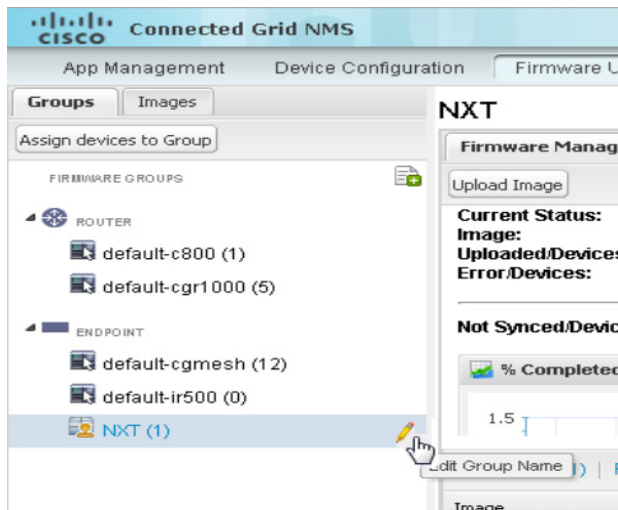 CISCO Connected Grid NMS
App Management Device Configuration Firmware U
Groups Images
Assign devices to Group
FIRMWARE GROUPS
ROUTER
default-c800 (1)
default-cgr1000 (5)
ENDPOINT
default-cgmesh (12)
default-ir500 (0)
NXT (1)
NXT
Firmware Manag
Upload Image
Current Status:
Image:
Uploaded/Devices
Error/Devices:
Not Synced/Devic
% Completed
1.5
Edit Group Name
Image